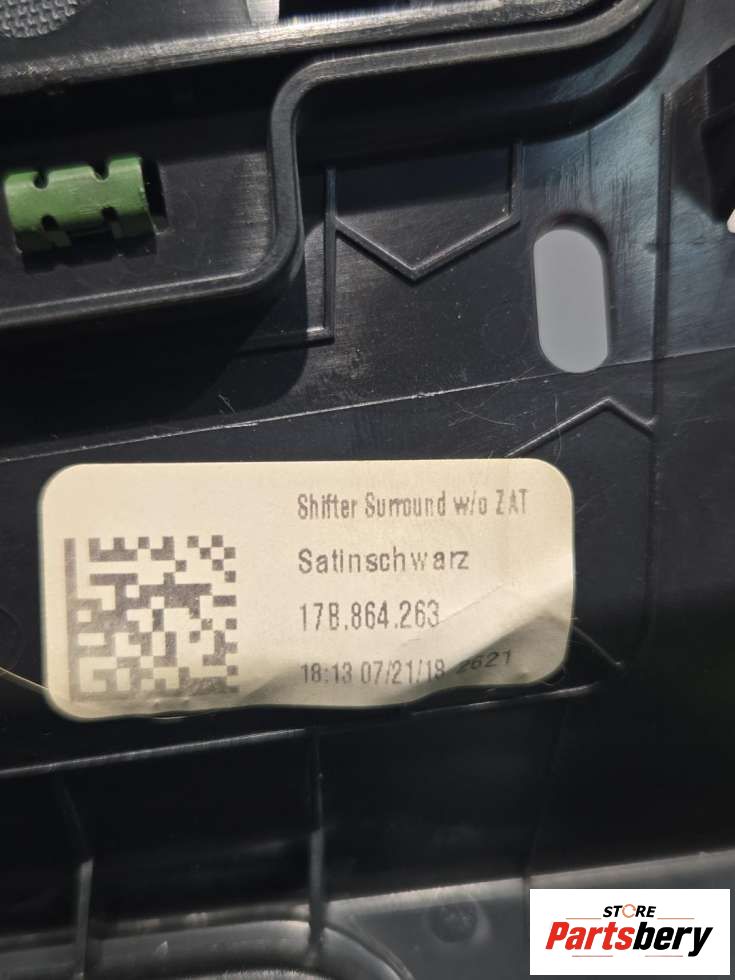 Shifter Surround w/o ZAT
Satinschwarz
17B.864.263
18:13 07/21/18 2621
STORE
Partsbery